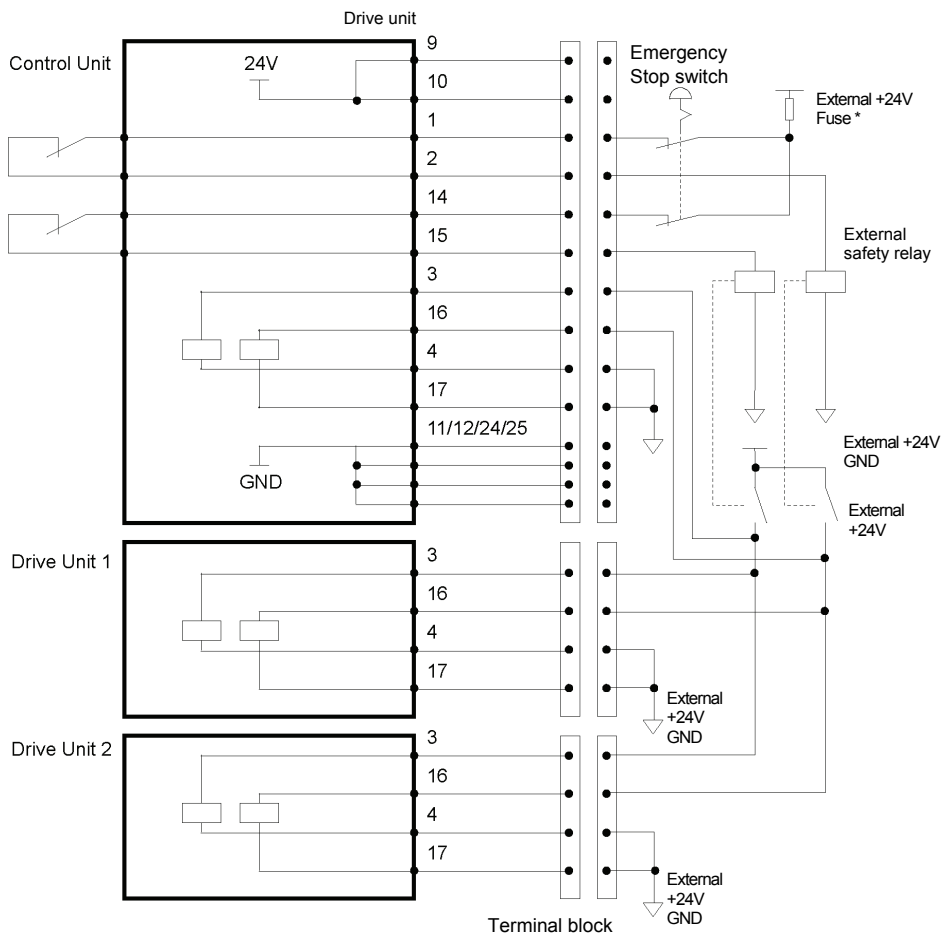 Drive unit
Control Unit
24V
9
10
1
2
14
15
3
16
4
17
11/12/24/25
GND
Emergency
Stop switch
External +24V
Fuse *
External
safety relay
External +24V
GND
External
+24V
Drive Unit 1
3
16
4
17
External
+24V
GND
Drive Unit 2
3
16
4
17
External
+24V
GND
Terminal block